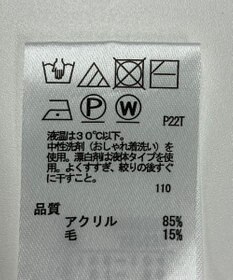 P P W
P22T
液温は30℃以下。
中性洗剤（おしゃれ着洗い）を
使用。漂白剤は液体タイプを使
用。よくすすぎ、絞りの後すぐ
に干すこと。
110
品質
アクリル 85%
毛 15%